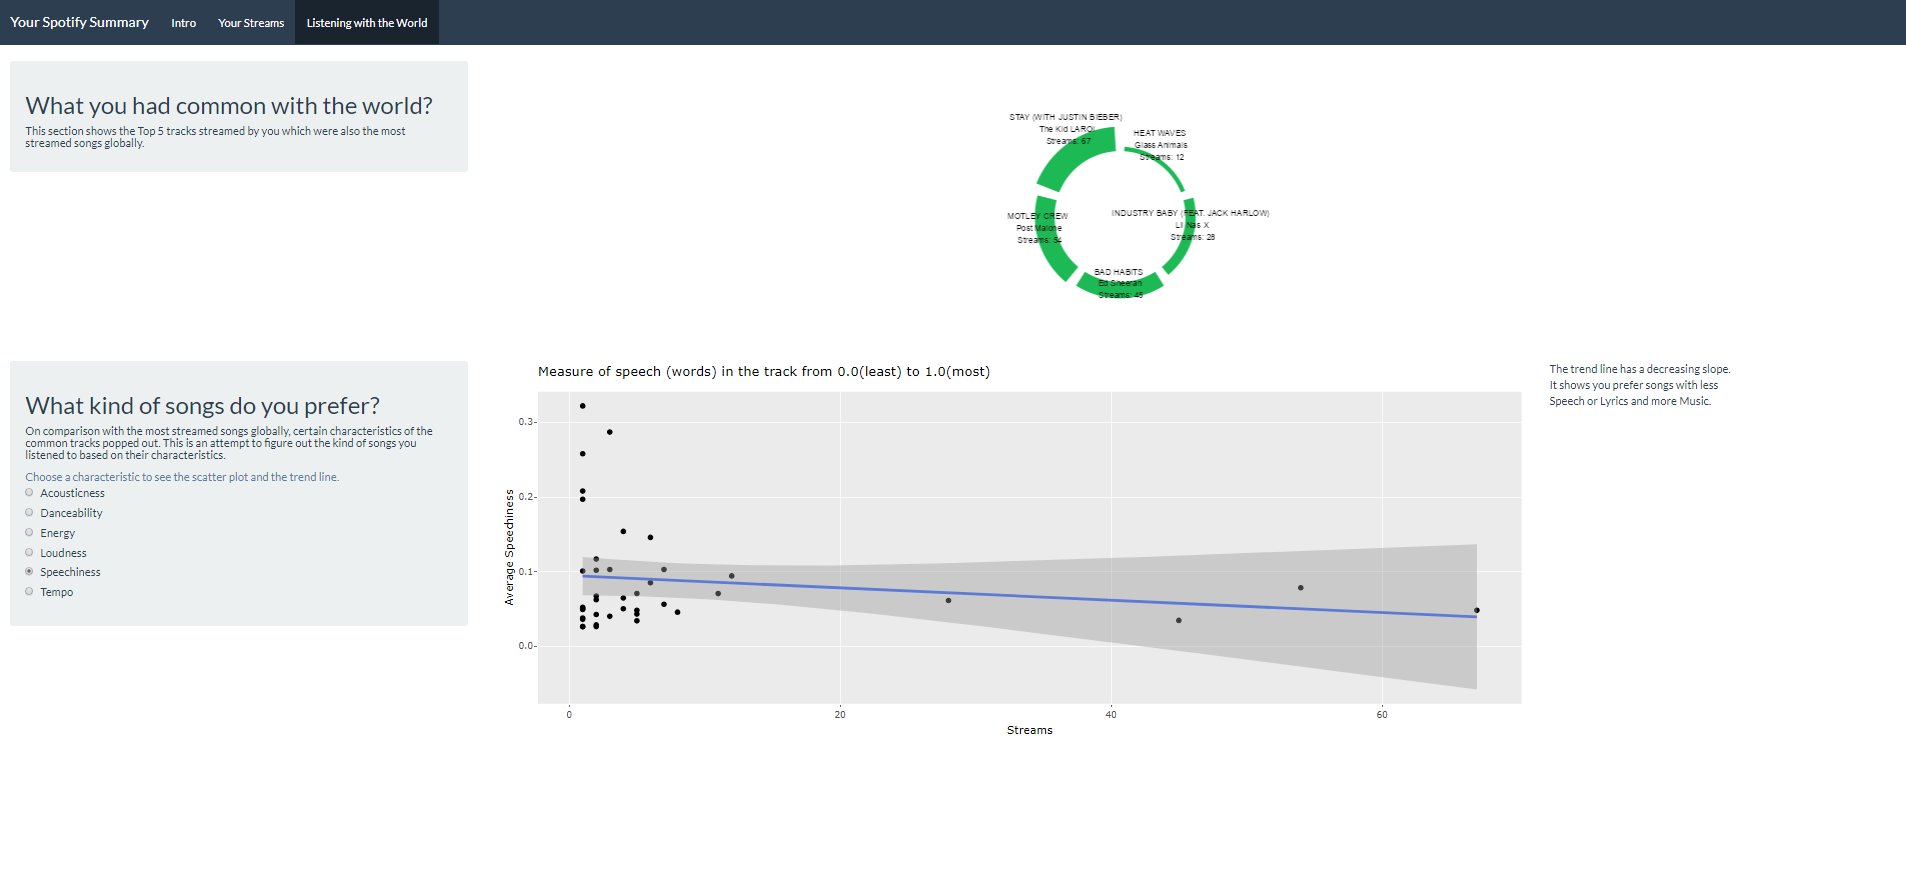 Your Spotify Summary Intro Your Streams Listening with the World
What you had common with the world?
This section shows the Top 5 tracks streamed by you which were also the most
streamed songs globally.
STAY (WITH JUSTIN BIEBER)
The Kid LAROI
Streams: 67
HEAT WAVES
Glass Animals
Streams: 12
MOTLEY CREW
Post Malone
Streams: 54
INDUSTRY BABY (FEAT. JACK HARLOW)
Lil Nas X
Streams: 28
BAD HABITS
Ed Sheeran
Streams: 45
What kind of songs do you prefer?
On comparison with the most streamed songs globally, certain characteristics of the
common tracks popped out. This is an attempt to figure out the kind of songs you
listened to based on their characteristics.
Choose a characteristic to see the scatter plot and the trend line.
Acousticness
Danceability
Energy
Loudness
Speechiness
Tempo
Measure of speech (words) in the track from 0.0(least) to 1.0(most)
Average Speechiness
0.3
0.2
0.1
0.0
0 20 40 60
Streams
The trend line has a decreasing slope.
It shows you prefer songs with less
Speech or Lyrics and more Music.